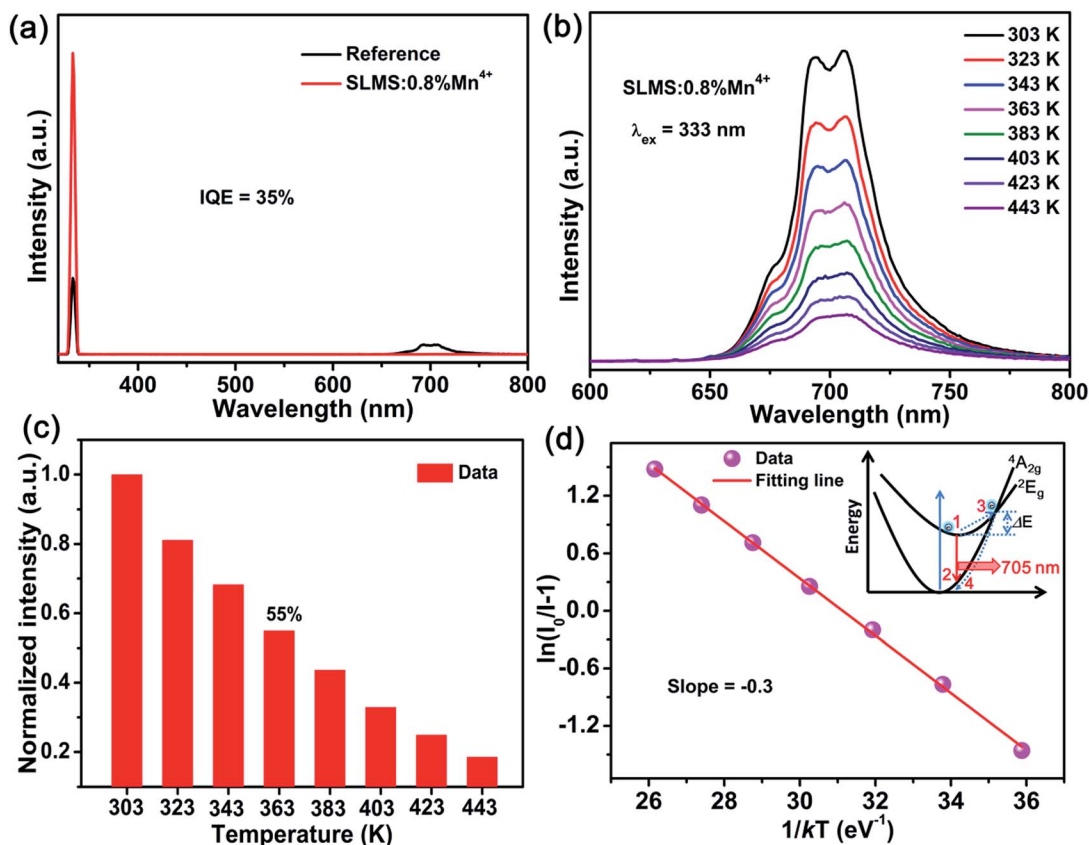 (a)
Reference
SLMS:0.8%Mn⁴⁺
IQE = 35%
Intensity (a.u.)
400 500 600 700 800
Wavelength (nm)
(b)
SLMS:0.8%Mn⁴⁺
λex = 333 nm
303 K
323 K
343 K
363 K
383 K
403 K
423 K
443 K
Intensity (a.u.)
600 650 700 750 800
Wavelength (nm)
(c)
Data
55%
Normalized intensity (a.u.)
1.0
0.8
0.6
0.4
0.2
303 323 343 363 383 403 423 443
Temperature (K)
(d)
Data
Fitting line
Slope = -0.3
ln(I₀/I-1)
1.2
0.6
0.0
-0.6
-1.2
26 28 30 32 34 36
1/kT (eV⁻¹)
Energy
⁴A₂g
²Eg
e
1
e
3
ΔE
2
4
705 nm